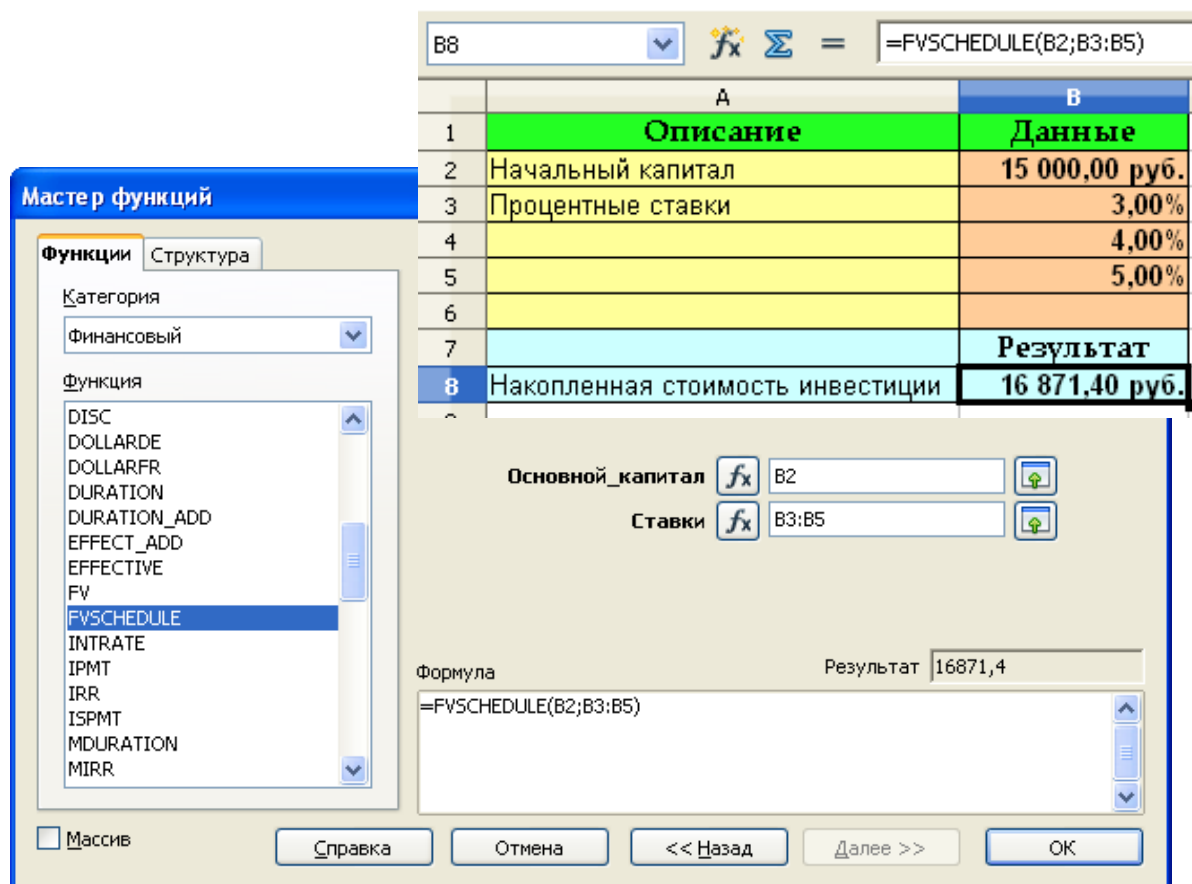 B8 =FVSCHEDULE(B2;B3:B5)
A B
1 Описание Данные
2 Начальный капитал 15 000,00 руб.
3 Процентные ставки 3,00%
4 4,00%
5 5,00%
6
7 Результат
8 Накопленная стоимость инвестиции 16 871,40 руб.
Мастер функций
Функции Структура
Категория
Финансовый
Функция
DISC
DOLLARDE
DOLLARFR
DURATION
DURATION_ADD
EFFECT_ADD
EFFECTIVE
FV
FVSCHEDULE
INTRATE
IPMT
IRR
ISPMT
MDURATION
MIRR
Основной_капитал fx B2
Ставки fx B3:B5
Формула Результат 16871,4
=FVSCHEDULE(B2;B3:B5)
Массив Справка Отмена << Назад Далее >> ОК